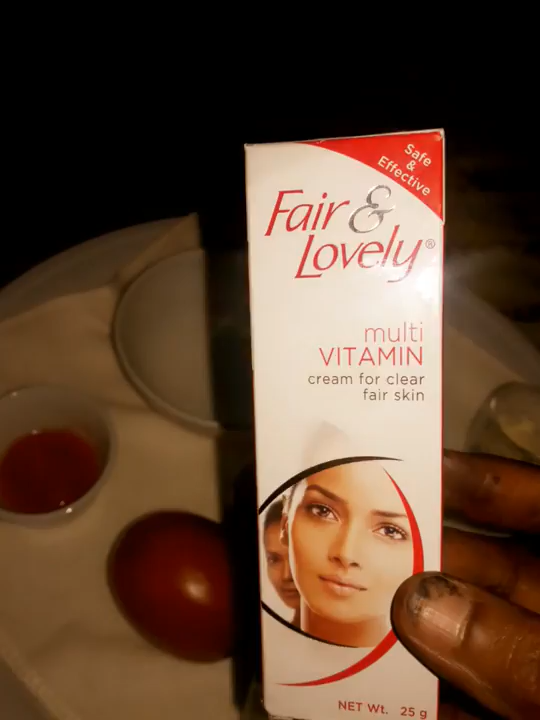 Safe
&
Effective
Fair &
Lovely®
multi
VITAMIN
cream for clear
fair skin
NET Wt. 25 g